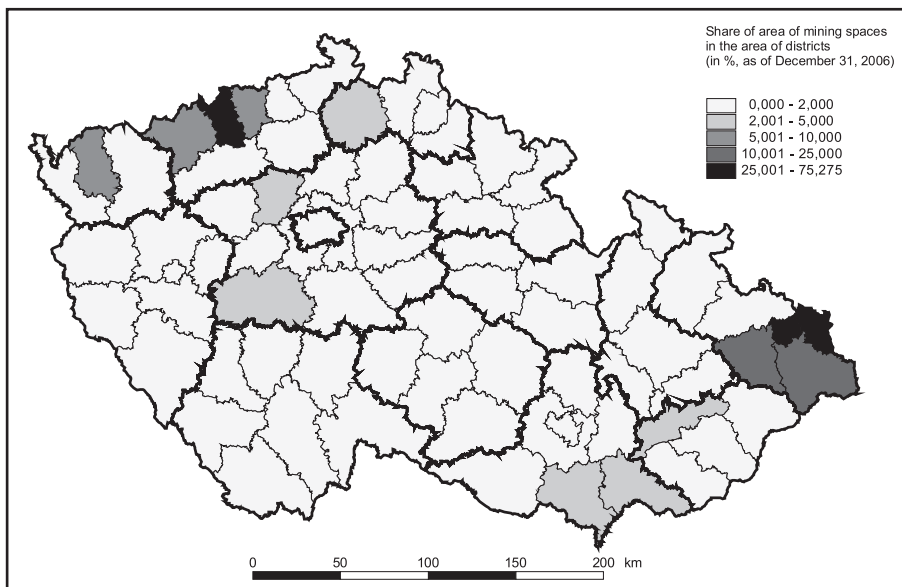 Share of area of mining spaces
in the area of districts
(in %, as of December 31, 2006)
0,000 - 2,000
2,001 - 5,000
5,001 - 10,000
10,001 - 25,000
25,001 - 75,275
0 50 100 150 200 km